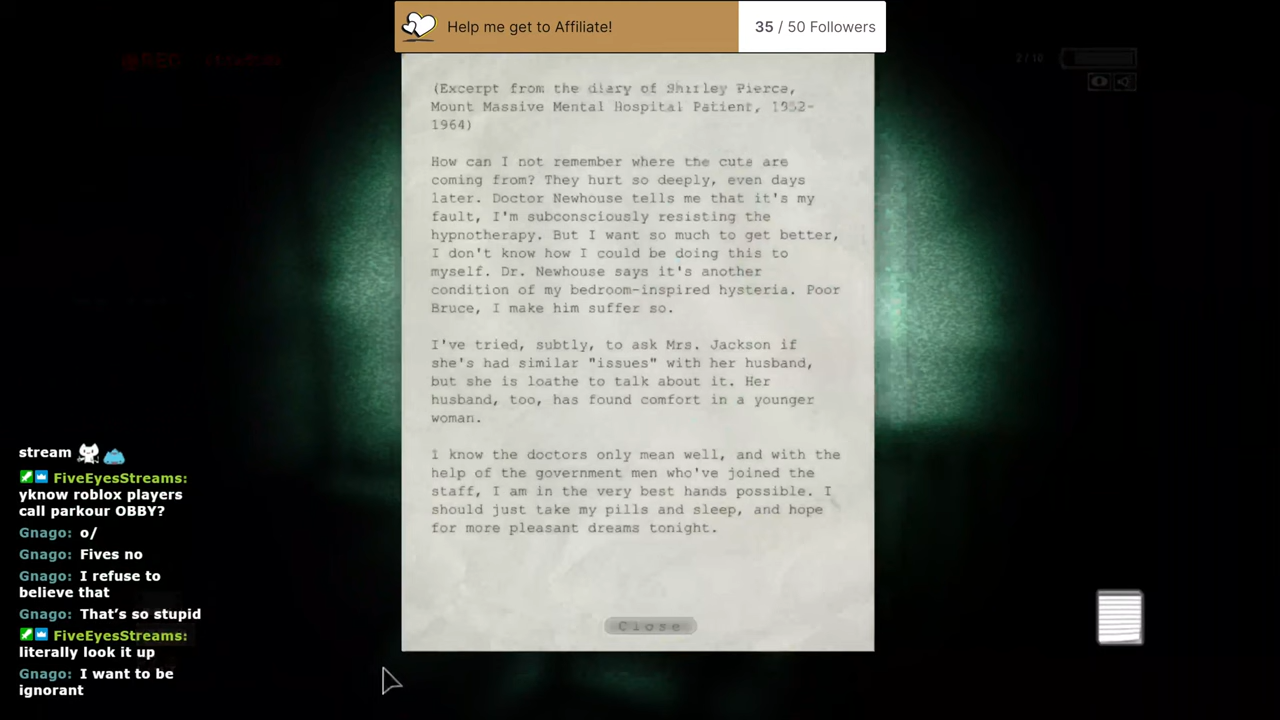 Help me get to Affiliate!
35 / 50 Followers
2/10
(Excerpt from the diary of Shirley Pierce,
Mount Massive Mental Hospital Patient, 1952-
1964)
How can I not remember where the cuts are
coming from? They hurt so deeply, even days
later. Doctor Newhouse tells me that it's my
fault, I'm subconsciously resisting the
hypnotherapy. But I want so much to get better,
I don't know how I could be doing this to
myself. Dr. Newhouse says it's another
condition of my bedroom-inspired hysteria. Poor
Bruce, I make him suffer so.
I've tried, subtly, to ask Mrs. Jackson if
she's had similar "issues" with her husband,
but she is loathe to talk about it. Her
husband, too, has found comfort in a younger
woman.
I know the doctors only mean well, and with the
help of the government men who've joined the
staff, I am in the very best hands possible. I
should just take my pills and sleep, and hope
for more pleasant dreams tonight.
Close
stream
FiveEyesStreams:
yknow roblox players
call parkour OBBY?
Gnago: o/
Gnago: Fives no
Gnago: I refuse to
believe that
Gnago: That's so stupid
FiveEyesStreams:
literally look it up
Gnago: I want to be
ignorant